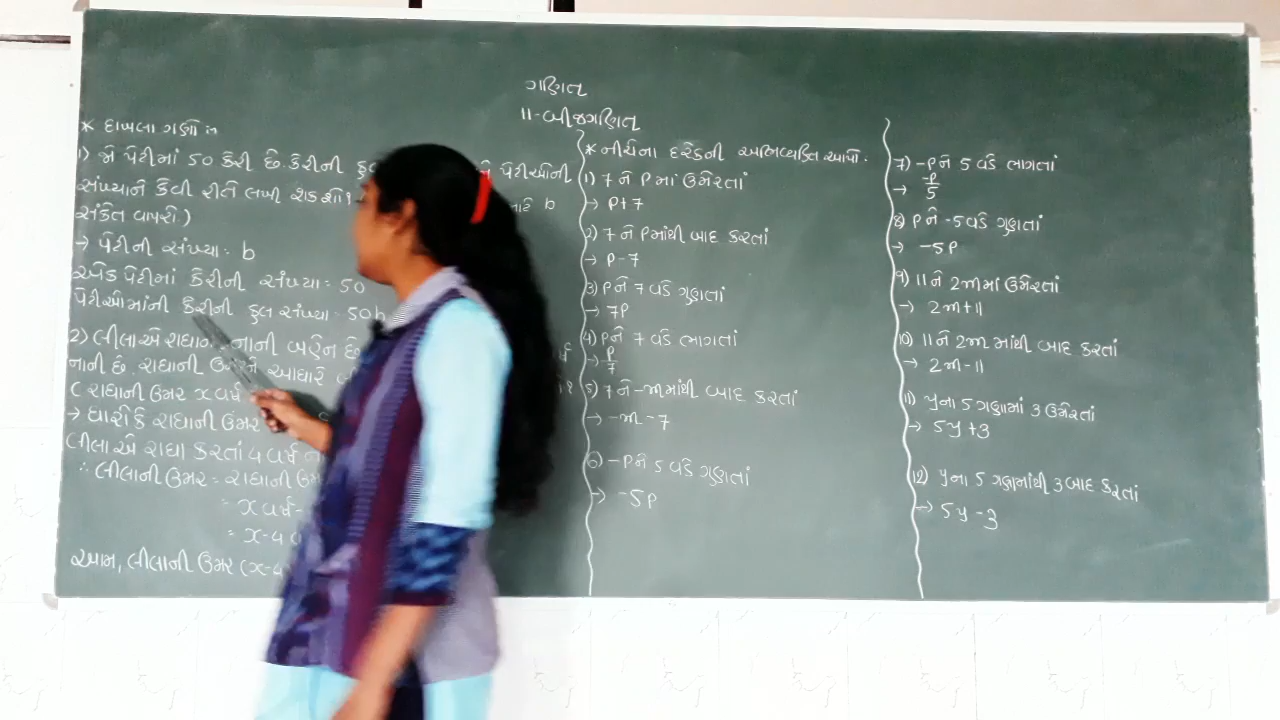 ગણિત
11-બીજગણિત
* દાખલા ગણો :-
1) જો પેટીમાં 50 કેરી છે. કેરીની કુલ પેટીઓની
સંખ્યાને કેવી રીતે લખી શકશો? માટે b
સંકેત વાપરો)
→ પેટીની સંખ્યા : b
એક પેટીમાં કેરીની સંખ્યા : 50
પેટીઓમાંની કેરીની કુલ સંખ્યા : 50b
2) લીલા એ રાધાની નાની બહેન છે
નાની છે. રાધાની ઉંમરને આધારે
( રાધાની ઉંમર x વર્ષ
→ ધારો કે રાધાની ઉંમર
લીલા એ રાધા કરતાં 4 વર્ષ
∴ લીલાની ઉંમર = રાધાની ઉંમર
= x વર્ષ -
= x-4
આમ, લીલાની ઉંમર (x-4
* નીચેના દરેકની અભિવ્યક્તિ આપો.
1) 7 ને P માં ઉમેરતાં
→ P+7
2) 7 ને P માંથી બાદ કરતાં
→ P-7
3) P ને 7 વડે ગુણતાં
→ 7P
4) P ને 7 વડે ભાગતાં
→ P/7
5) 7 ને -m માંથી બાદ કરતાં
→ -m-7
6) -P ને 5 વડે ગુણતાં
→ -5P
7) -P ને 5 વડે ભાગતાં
→ -P/5
8) P ને -5 વડે ગુણતાં
→ -5P
9) 11 ને 2m માં ઉમેરતાં
→ 2m+11
10) 11 ને 2m માંથી બાદ કરતાં
→ 2m-11
11) y ના 5 ગણામાં 3 ઉમેરતાં
→ 5y+3
12) y ના 5 ગણામાંથી 3 બાદ કરતાં
→ 5y-3